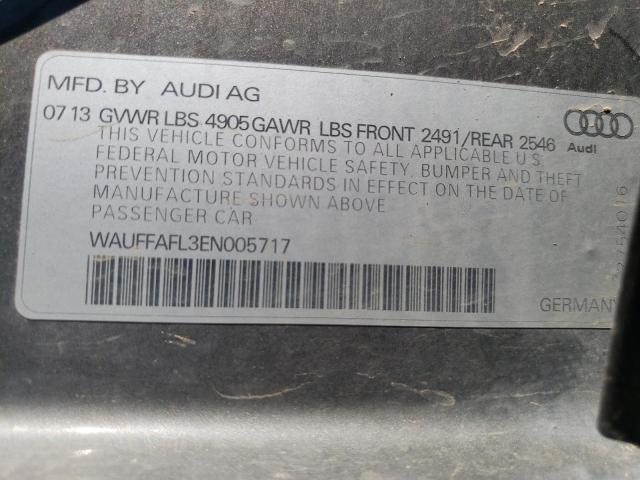 MFD. BY AUDI AG
07 13 GVWR LBS 4905 GAWR LBS FRONT 2491/REAR 2546
Audi
THIS VEHICLE CONFORMS TO ALL APPLICABLE U.S.
FEDERAL MOTOR VEHICLE SAFETY, BUMPER AND THEFT
PREVENTION STANDARDS IN EFFECT ON THE DATE OF
MANUFACTURE SHOWN ABOVE
PASSENGER CAR
WAUFFAFL3EN005717
GERMANY